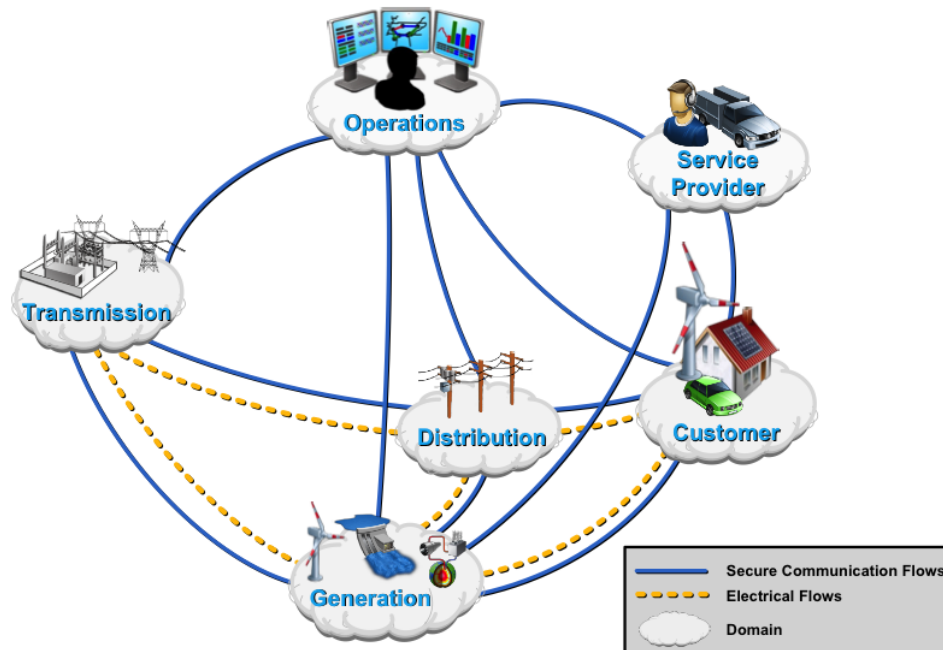 Operations
Service
Provider
Transmission
Distribution
Customer
Generation
Secure Communication Flows
Electrical Flows
Domain